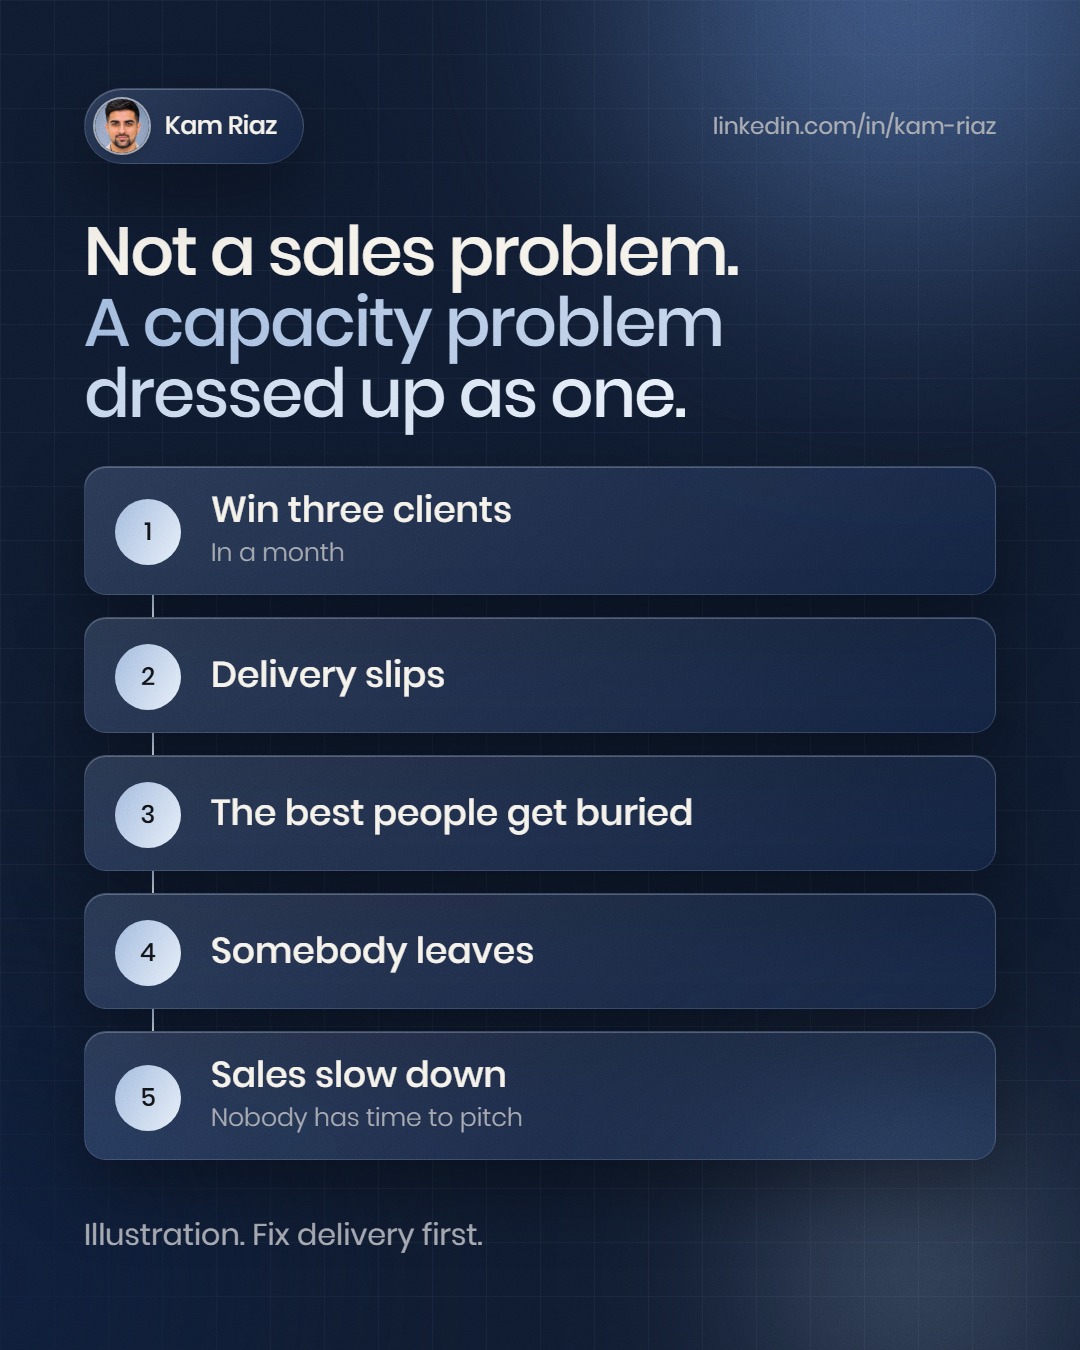 Kam Riaz
linkedin.com/in/kam-riaz
Not a sales problem.
A capacity problem
dressed up as one.
1
Win three clients
In a month
2
Delivery slips
3
The best people get buried
4
Somebody leaves
5
Sales slow down
Nobody has time to pitch
Illustration. Fix delivery first.